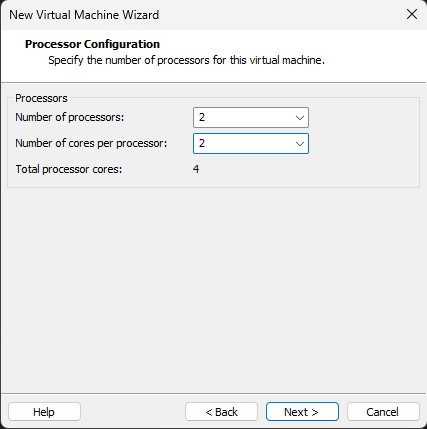 New Virtual Machine Wizard
Processor Configuration
Specify the number of processors for this virtual machine.
Processors
Number of processors: 2
Number of cores per processor: 2
Total processor cores: 4
Help < Back Next > Cancel